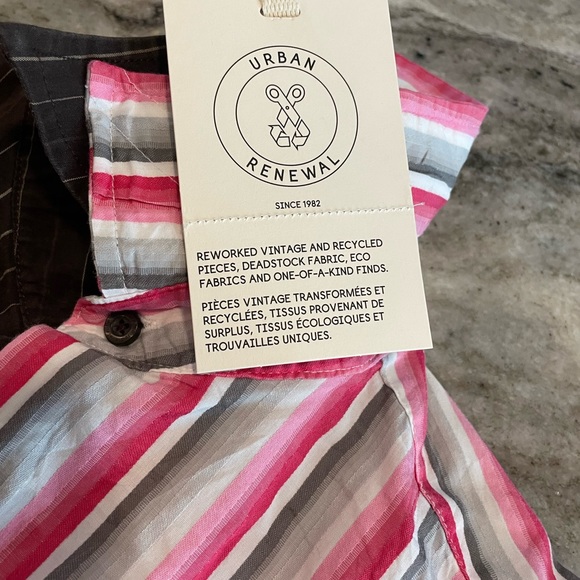 URBAN
RENEWAL
SINCE 1982
REWORKED VINTAGE AND RECYCLED
PIECES, DEADSTOCK FABRIC, ECO
FABRICS AND ONE-OF-A-KIND FINDS.
PIÈCES VINTAGE TRANSFORMÉES ET
RECYCLÉES, TISSUS PROVENANT DE
SURPLUS, TISSUS ÉCOLOGIQUES ET
TROUVAILLES UNIQUES.